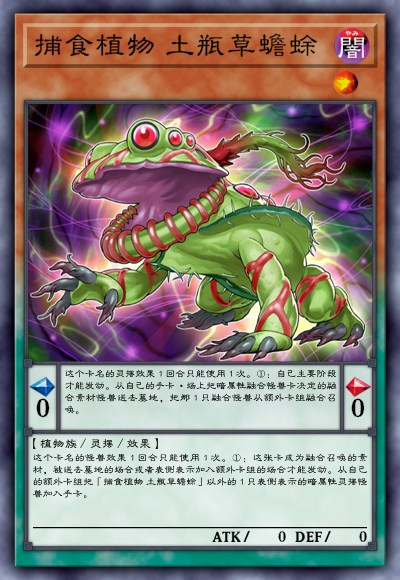 捕食植物 土瓶草蟾蜍
やみ
闇
这个卡名的灵摆效果1回合只能使用1次。①：自己主要阶段
才能发动。从自己的手卡·场上把暗属性融合怪兽卡决定的融
合素材怪兽送去墓地，把那1只融合怪兽从额外卡组融合召
唤。
0
0
【植物族／灵摆／效果】
这个卡名的怪兽效果1回合只能使用1次。①：这张卡成为融合召唤的素
材，被送去墓地的场合或者表侧表示加入额外卡组的场合才能发动。从自己
的额外卡组把「捕食植物 土瓶草蟾蜍」以外的1只表侧表示的暗属性灵摆怪
兽加入手卡。
ATK/ 0 DEF/ 0